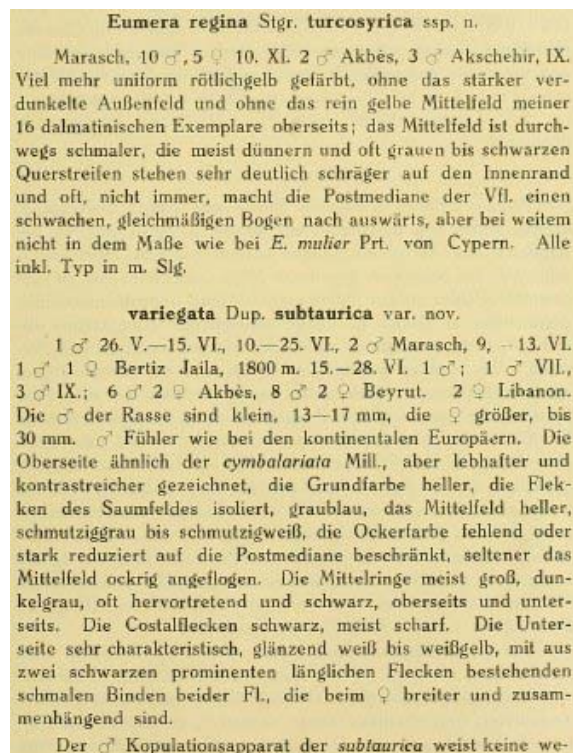 Eumera regina Stgr. turcosyrica ssp. n.
Marasch, 10 ♂, 5 ♀ 10. XI. 2 ♂ Akbès, 3 ♂ Akschehir, IX.
Viel mehr uniform rötlichgelb gefärbt, ohne das stärker ver-
dunkelte Außenfeld und ohne das rein gelbe Mittelfeld meiner
16 dalmatinischen Exemplare oberseits; das Mittelfeld ist durch-
wegs schmaler, die meist dünnern und oft grauen bis schwarzen
Querstreifen stehen sehr deutlich schräger auf den Innenrand
und oft, nicht immer, macht die Postmediane der Vfl. einen
schwachen, gleichmäßigen Bogen nach auswärts, aber bei weitem
nicht in dem Maße wie bei E. mulier Prt. von Cypern. Alle
inkl. Typ in m. Slg.
variegata Dup. subtaurica var. nov.
1 ♂ 26. V.—15. VI., 10.—25. VI., 2 ♂ Marasch, 9, - 13. VI.
1 ♂ 1 ♀ Bertiz Jaila, 1800 m. 15.—28. VI. 1 ♂; 1 ♂ VII.,
3 ♂ IX.; 6 ♂ 2 ♀ Akbès, 8 ♂ 2 ♀ Beyrut. 2 ♀ Libanon.
Die ♂ der Rasse sind klein, 13—17 mm, die ♀ größer, bis
30 mm. ♂ Fühler wie bei den kontinentalen Europäern. Die
Oberseite ähnlich der cymbalariata Mill., aber lebhafter und
kontrastreicher gezeichnet, die Grundfarbe heller, die Flek-
ken des Saumfeldes isoliert, graublau, das Mittelfeld heller,
schmutziggrau bis schmutzigweiß, die Ockerfarbe fehlend oder
stark reduziert auf die Postmediane beschränkt, seltener das
Mittelfeld ockrig angeflogen. Die Mittelringe meist groß, dun-
kelgrau, oft hervortretend und schwarz, oberseits und unter-
seits. Die Costalflecken schwarz, meist scharf. Die Unter-
seite sehr charakteristisch, glänzend weiß bis weißgelb, mit aus
zwei schwarzen prominenten länglichen Flecken bestehenden
schmalen Binden beider Fl., die beim ♀ breiter und zusam-
menhängend sind.
Der ♂ Kopulationsapparat der subtaurica weist keine we-